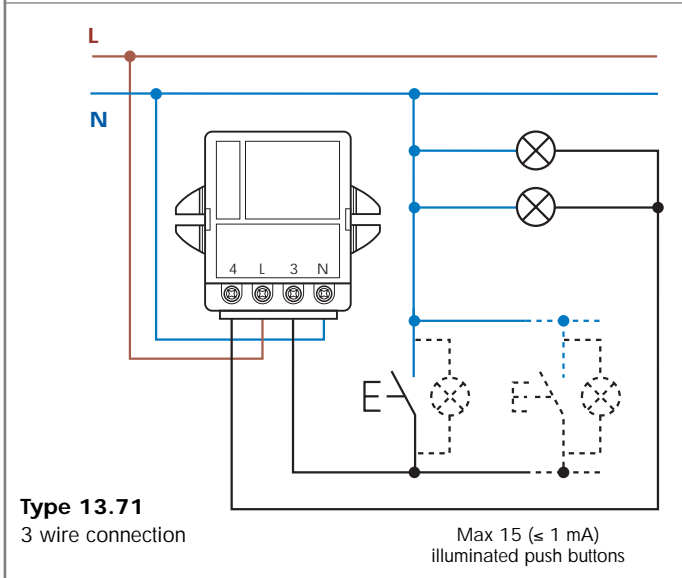 L
N
4 L 3 N
Type 13.71
3 wire connection
Max 15 (≤ 1 mA)
illuminated push buttons